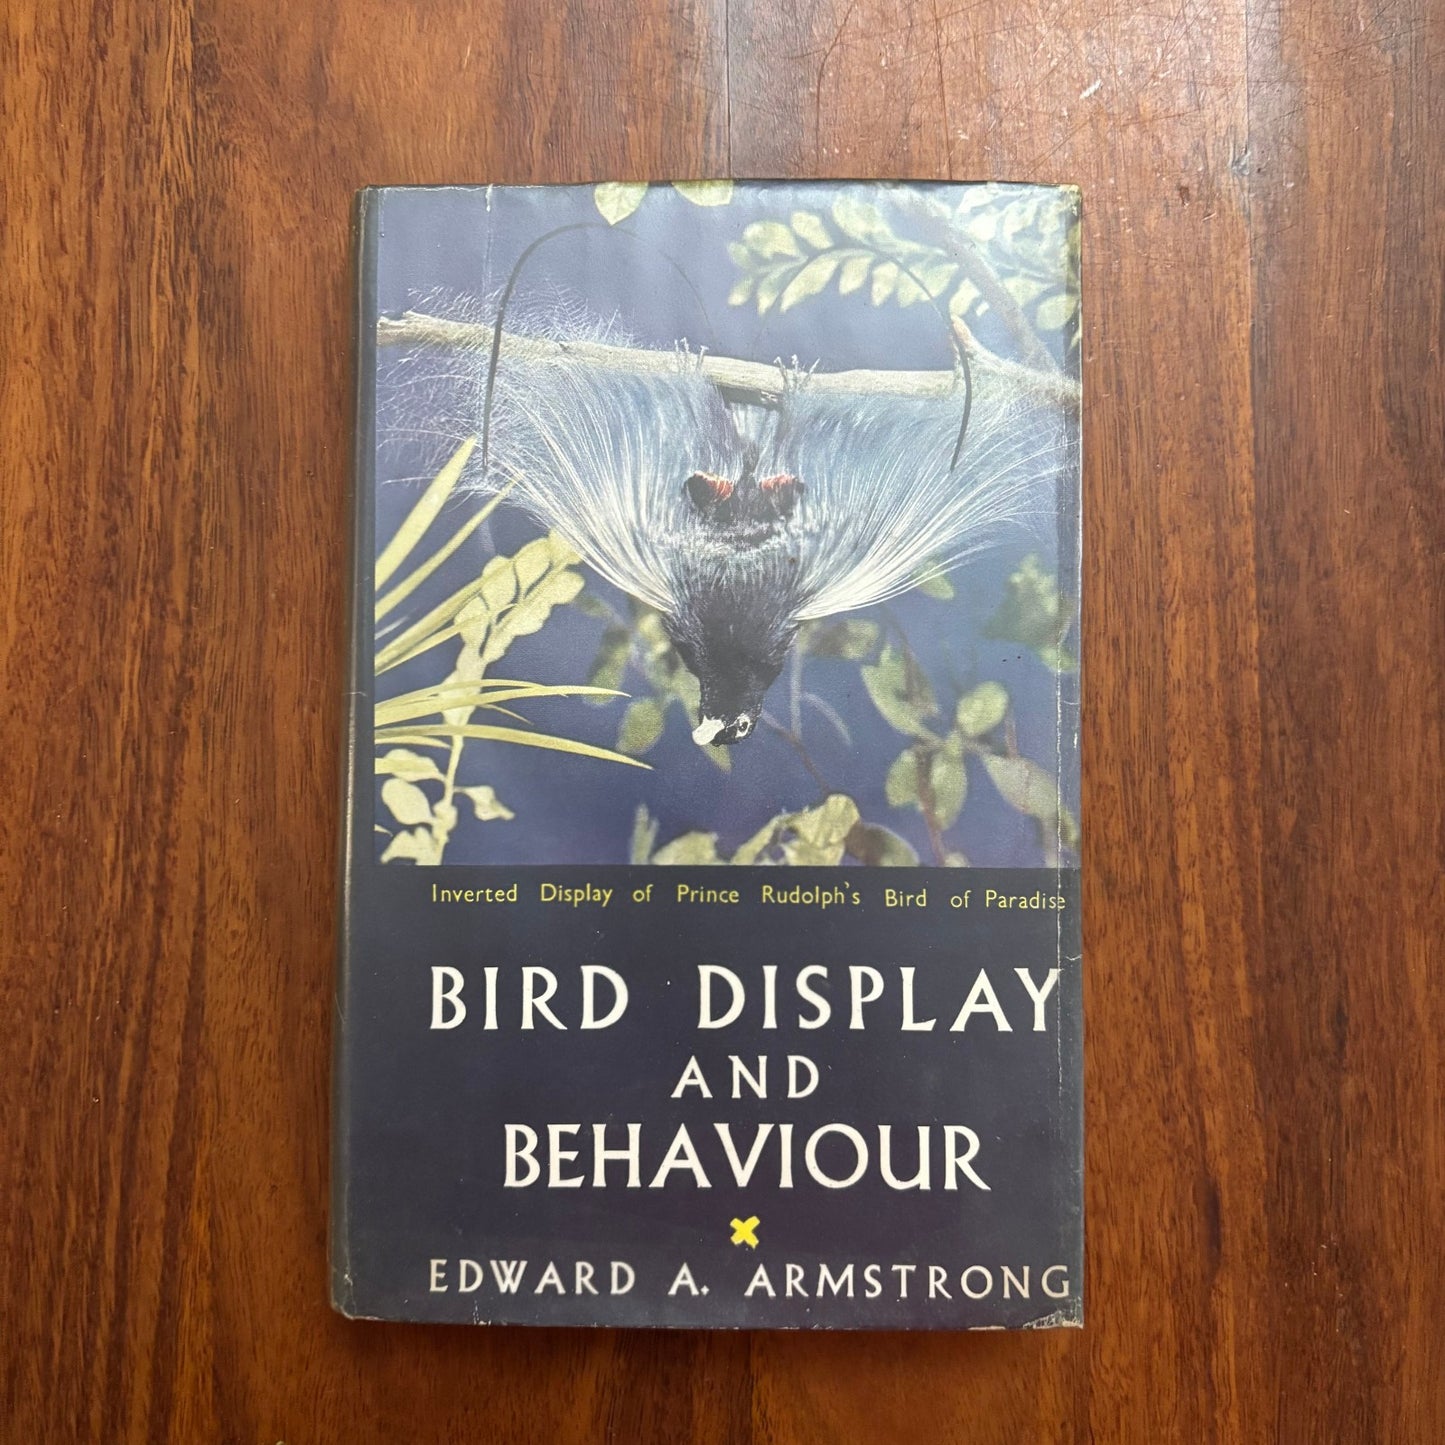 Inverted Display of Prince Rudolph's Bird of Paradise
BIRD DISPLAY
AND
BEHAVIOUR
EDWARD A. ARMSTRONG